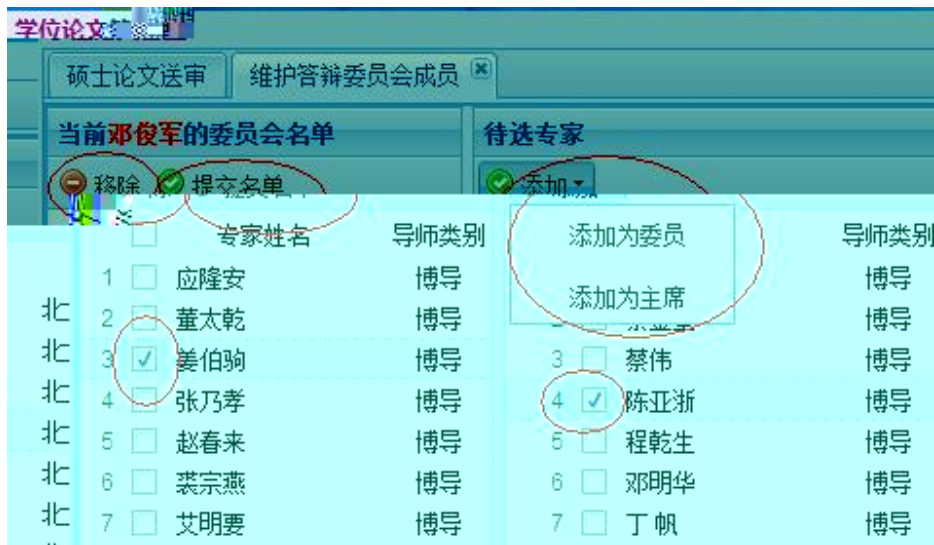 学位论文
硕士论文送审 维护答辩委员会成员
当前邓俊军的委员会名单 待选专家
移除 提交名单 添加
专家姓名 导师类别 添加为委员 导师类别
1 应隆安 博导 博导
添加为主席
北 2 董太乾 博导 博导
北 3 姜伯驹 博导 3 蔡伟 博导
北 4 张乃孝 博导 4 陈亚浙 博导
北 5 赵春来 博导 5 程乾生 博导
北 6 裘宗燕 博导 6 邓明华 博导
北 7 艾明要 博导 7 丁帆 博导